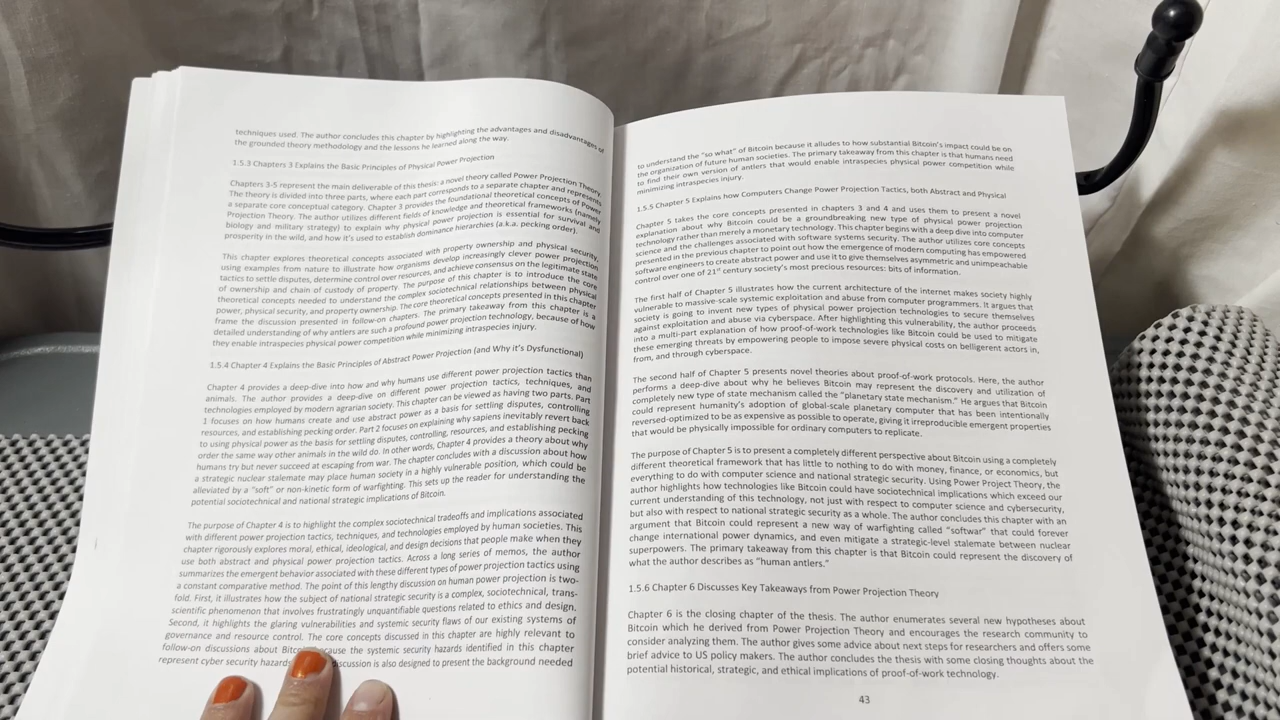 techniques used. The author concludes this chapter by highlighting the advantages and disadvantages of
the grounded theory methodology and the lessons he learned along the way.
1.5.3 Chapters 3 Explains the Basic Principles of Physical Power Projection
Chapters 3-5 represent the main deliverable of this thesis: a novel theory called Power Projection Theory.
The theory is divided into three parts, where each part corresponds to a separate chapter and represents
a separate core conceptual category. Chapter 3 provides the foundational theoretical concepts of Power
Projection Theory. The author utilizes different fields of knowledge and theoretical frameworks (namely
biology and military strategy) to explain why physical power projection is essential for survival and
prosperity in the wild, and how it's used to establish dominance hierarchies (a.k.a. pecking order).
This chapter explores theoretical concepts associated with property ownership and physical security,
using examples from nature to illustrate how organisms develop increasingly clever power projection
tactics to settle disputes, determine control over resources, and achieve consensus on the legitimate state
of ownership and chain of custody of property. The purpose of this chapter is to introduce the core
theoretical concepts needed to understand the complex sociotechnical relationships between physical
power, physical security, and property ownership. The core theoretical concepts presented in this chapter
frame the discussion presented in follow-on chapters. The primary takeaway from this chapter is a
detailed understanding of why antlers are such a profound power projection technology, because of how
they enable intraspecies physical power competition while minimizing intraspecies injury.
1.5.4 Chapter 4 Explains the Basic Principles of Abstract Power Projection (and Why it's Dysfunctional)
Chapter 4 provides a deep-dive into how and why humans use different power projection tactics than
animals. The author provides a deep-dive on different power projection tactics, techniques, and
technologies employed by modern agrarian society. This chapter can be viewed as having two parts. Part
1 focuses on how humans create and use abstract power as a basis for settling disputes, controlling
resources, and establishing pecking order. Part 2 focuses on explaining why sapiens inevitably revert back
to using physical power as the basis for settling disputes, controlling, resources, and establishing pecking
order the same way other animals in the wild do. In other words, Chapter 4 provides a theory about why
humans try but never succeed at escaping from war. The chapter concludes with a discussion about how
a strategic nuclear stalemate may place human society in a highly vulnerable position, which could be
alleviated by a "soft" or non-kinetic form of warfighting. This sets up the reader for understanding the
potential sociotechnical and national strategic implications of Bitcoin.
The purpose of Chapter 4 is to highlight the complex sociotechnical tradeoffs and implications associated
with different power projection tactics, techniques, and technologies employed by human societies. This
chapter rigorously explores moral, ethical, ideological, and design decisions that people make when they
use both abstract and physical power projection tactics. Across a long series of memos, the author
summarizes the emergent behavior associated with these different types of power projection tactics using
a constant comparative method. The point of this lengthy discussion on human power projection is two-
fold. First, it illustrates how the subject of national strategic security is a complex, sociotechnical, trans-
scientific phenomenon that involves frustratingly unquantifiable questions related to ethics and design.
Second, it highlights the glaring vulnerabilities and systemic security flaws of our existing systems of
governance and resource control. The core concepts discussed in this chapter are highly relevant to
follow-on discussions about the systemic security hazards identified in this chapter
represent cyber security hazards discussion is also designed to present the background needed
to understand the "so what" of Bitcoin because it alludes to how substantial Bitcoin's impact could be on
the organization of future human societies. The primary takeaway from this chapter is that humans need
to find their own version of antlers that would enable intraspecies physical power competition while
minimizing intraspecies injury.
1.5.5 Chapter 5 Explains how Computers Change Power Projection Tactics, both Abstract and Physical
Chapter 5 takes the core concepts presented in chapters 3 and 4 and uses them to present a novel
explanation about why Bitcoin could be a groundbreaking new type of physical power projection
technology rather than merely a monetary technology. This chapter begins with a deep dive into computer
science and the challenges associated with software systems security. The author utilizes core concepts
presented in the previous chapter to point out how the emergence of modern computing has empowered
software engineers to create abstract power and use it to give themselves asymmetric and unimpeachable
control over one of 21st century society's most precious resources: bits of information.
The first half of Chapter 5 illustrates how the current architecture of the internet makes society highly
vulnerable to massive-scale systemic exploitation and abuse from computer programmers. It argues that
society is going to invent new types of physical power projection technologies to secure themselves
against exploitation and abuse via cyberspace. After highlighting this vulnerability, the author proceeds
into a multi-part explanation of how proof-of-work technologies like Bitcoin could be used to mitigate
these emerging threats by empowering people to impose severe physical costs on belligerent actors in,
from, and through cyberspace.
The second half of Chapter 5 presents novel theories about proof-of-work protocols. Here, the author
performs a deep-dive about why he believes Bitcoin may represent the discovery and utilization of
completely new type of state mechanism called the "planetary state mechanism." He argues that Bitcoin
could represent humanity's adoption of global-scale planetary computer that has been intentionally
reversed-optimized to be as expensive as possible to operate, giving it irreproducible emergent properties
that would be physically impossible for ordinary computers to replicate.
The purpose of Chapter 5 is to present a completely different perspective about Bitcoin using a completely
different theoretical framework that has little to nothing to do with money, finance, or economics, but
everything to do with computer science and national strategic security. Using Power Project Theory, the
author highlights how technologies like Bitcoin could have sociotechnical implications which exceed our
current understanding of this technology, not just with respect to computer science and cybersecurity,
but also with respect to national strategic security as a whole. The author concludes this chapter with an
argument that Bitcoin could represent a new way of warfighting called "softwar" that could forever
change international power dynamics, and even mitigate a strategic-level stalemate between nuclear
superpowers. The primary takeaway from this chapter is that Bitcoin could represent the discovery of
what the author describes as "human antlers."
1.5.6 Chapter 6 Discusses Key Takeaways from Power Projection Theory
Chapter 6 is the closing chapter of the thesis. The author enumerates several new hypotheses about
Bitcoin which he derived from Power Projection Theory and encourages the research community to
consider analyzing them. The author gives some advice about next steps for researchers and offers some
brief advice to US policy makers. The author concludes the thesis with some closing thoughts about the
potential historical, strategic, and ethical implications of proof-of-work technology.
43